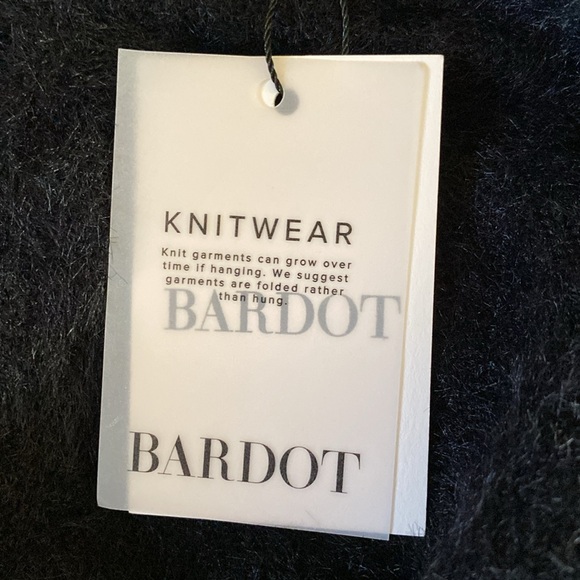 KNITWEAR
Knit garments can grow over
time if hanging. We suggest
garments are folded rather
than hung.
BARDOT
BARDOT